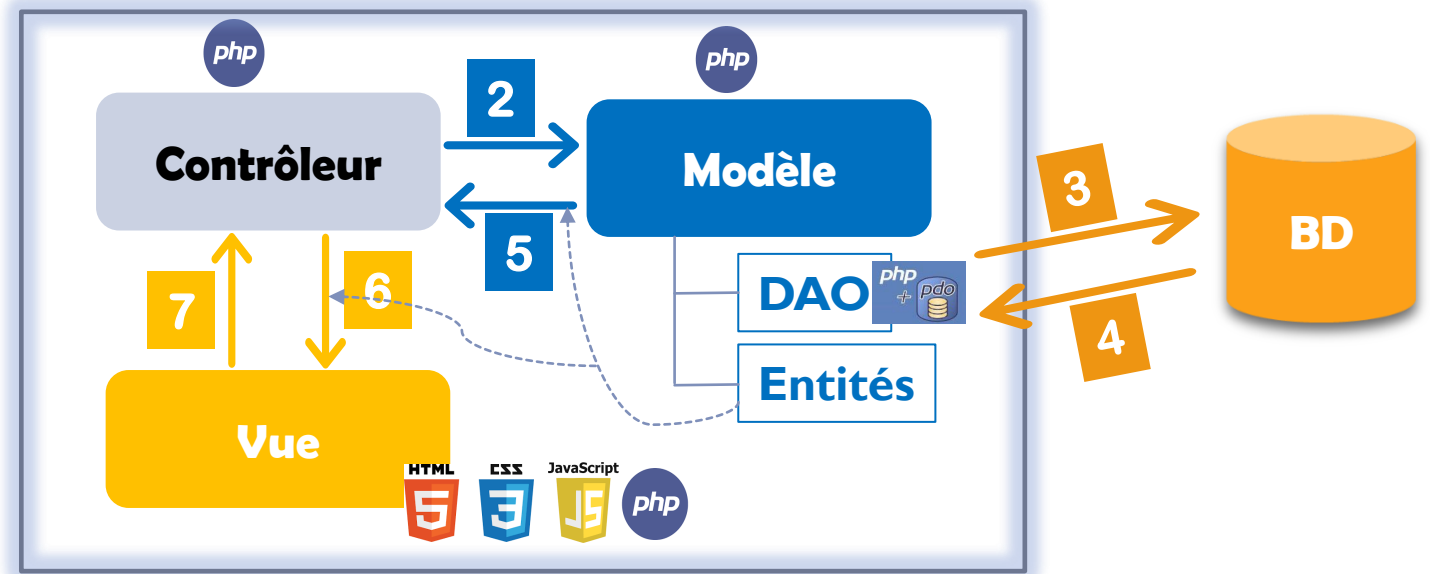 php
php
2
Contrôleur
Modèle
3
BD
5
DAO
php
+ pdo
6
7
4
Entités
Vue
HTML
CSS
JavaScript
5
3
JS
php